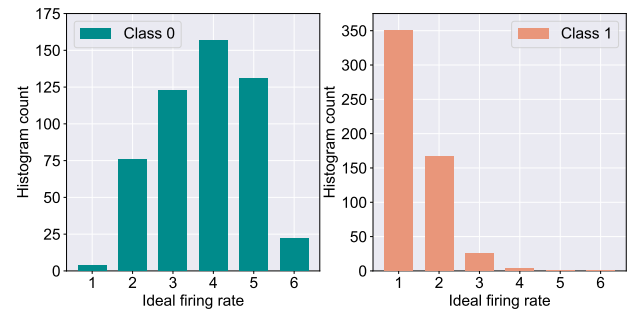 175
150
125
100
75
50
25
0
Histogram count
Class 0
1 2 3 4 5 6
Ideal firing rate
350
300
250
200
150
100
50
0
Histogram count
Class 1
1 2 3 4 5 6
Ideal firing rate